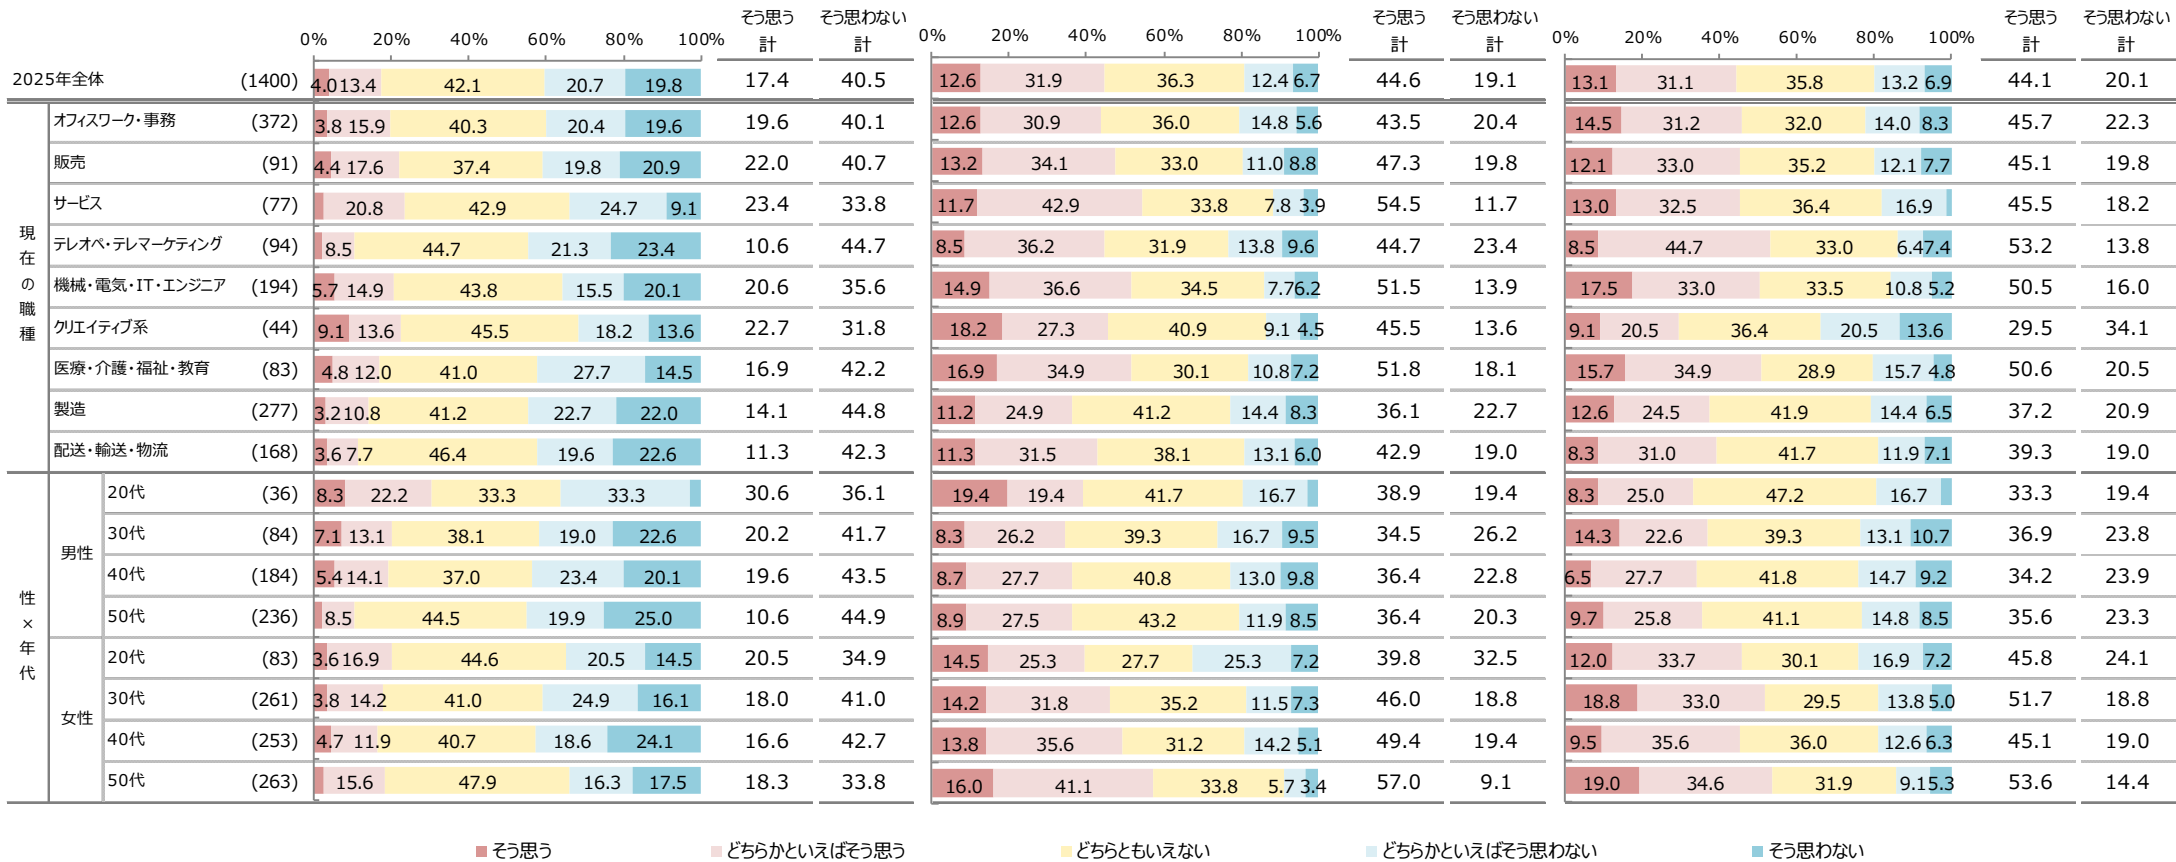 そう思う そう思わない そう思う そう思わない そう思う そう思わない
0% 20% 40% 60% 80% 100% 計 計 0% 20% 40% 60% 80% 100% 計 計 0% 20% 40% 60% 80% 100% 計 計
2025年全体 (1400) 4.0 13.4 42.1 20.7 19.8 17.4 40.5 12.6 31.9 36.3 12.4 6.7 44.6 19.1 13.1 31.1 35.8 13.2 6.9 44.1 20.1
現在の職種
オフィスワーク・事務 (372) 3.8 15.9 40.3 20.4 19.6 19.6 40.1 12.6 30.9 36.0 14.8 5.6 43.5 20.4 14.5 31.2 32.0 14.0 8.3 45.7 22.3
販売 (91) 4.4 17.6 37.4 19.8 20.9 22.0 40.7 13.2 34.1 33.0 11.0 8.8 47.3 19.8 12.1 33.0 35.2 12.1 7.7 45.1 19.8
サービス (77) 20.8 42.9 24.7 9.1 23.4 33.8 11.7 42.9 33.8 7.8 3.9 54.5 11.7 13.0 32.5 36.4 16.9 45.5 18.2
テレオペ・テレマーケティング (94) 8.5 44.7 21.3 23.4 10.6 44.7 8.5 36.2 31.9 13.8 9.6 44.7 23.4 8.5 44.7 33.0 6.4 7.4 53.2 13.8
機械・電気・IT・エンジニア (194) 5.7 14.9 43.8 15.5 20.1 20.6 35.6 14.9 36.6 34.5 7.7 6.2 51.5 13.9 17.5 33.0 33.5 10.8 5.2 50.5 16.0
クリエイティブ系 (44) 9.1 13.6 45.5 18.2 13.6 22.7 31.8 18.2 27.3 40.9 9.1 4.5 45.5 13.6 9.1 20.5 36.4 20.5 13.6 29.5 34.1
医療・介護・福祉・教育 (83) 4.8 12.0 41.0 27.7 14.5 16.9 42.2 16.9 34.9 30.1 10.8 7.2 51.8 18.1 15.7 34.9 28.9 15.7 4.8 50.6 20.5
製造 (277) 3.2 10.8 41.2 22.7 22.0 14.1 44.8 11.2 24.9 41.2 14.4 8.3 36.1 22.7 12.6 24.5 41.9 14.4 6.5 37.2 20.9
配送・輸送・物流 (168) 3.6 7.7 46.4 19.6 22.6 11.3 42.3 11.3 31.5 38.1 13.1 6.0 42.9 19.0 8.3 31.0 41.7 11.9 7.1 39.3 19.0
性×年代
男性
20代 (36) 8.3 22.2 33.3 33.3 30.6 36.1 19.4 19.4 41.7 16.7 38.9 19.4 8.3 25.0 47.2 16.7 33.3 19.4
30代 (84) 7.1 13.1 38.1 19.0 22.6 20.2 41.7 8.3 26.2 39.3 16.7 9.5 34.5 26.2 14.3 22.6 39.3 13.1 10.7 36.9 23.8
40代 (184) 5.4 14.1 37.0 23.4 20.1 19.6 43.5 8.7 27.7 40.8 13.0 9.8 36.4 22.8 6.5 27.7 41.8 14.7 9.2 34.2 23.9
50代 (236) 8.5 44.5 19.9 25.0 10.6 44.9 8.9 27.5 43.2 11.9 8.5 36.4 20.3 9.7 25.8 41.1 14.8 8.5 35.6 23.3
女性
20代 (83) 3.6 16.9 44.6 20.5 14.5 20.5 34.9 14.5 25.3 27.7 25.3 7.2 39.8 32.5 12.0 33.7 30.1 16.9 7.2 45.8 24.1
30代 (261) 3.8 14.2 41.0 24.9 16.1 18.0 41.0 14.2 31.8 35.2 11.5 7.3 46.0 18.8 18.8 33.0 29.5 13.8 5.0 51.7 18.8
40代 (253) 4.7 11.9 40.7 18.6 24.1 16.6 42.7 13.8 35.6 31.2 14.2 5.1 49.4 19.4 9.5 35.6 36.0 12.6 6.3 45.1 19.0
50代 (263) 15.6 47.9 16.3 17.5 18.3 33.8 16.0 41.1 33.8 5.7 3.4 57.0 9.1 19.0 34.6 31.9 9.1 5.3 53.6 14.4
そう思う どちらかといえばそう思う どちらともいえない どちらかといえばそう思わない そう思わない